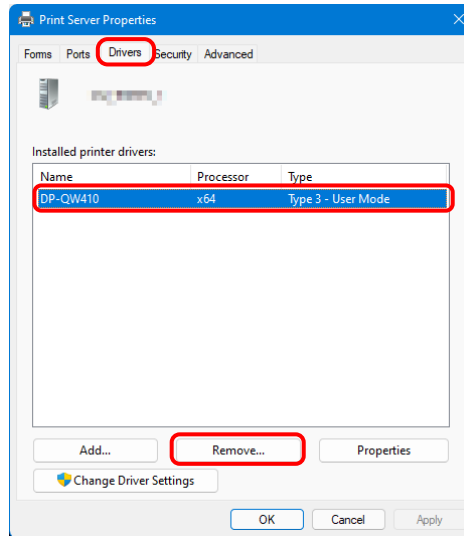 Print Server Properties
Forms Ports Drivers Security Advanced
Installed printer drivers:
Name Processor Type
DP-QW410 x64 Type 3 - User Mode
Add... Remove... Properties
Change Driver Settings
OK Cancel Apply